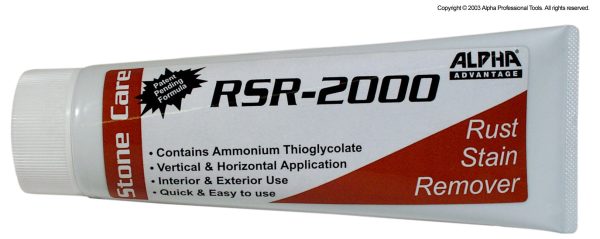 Copyright © 2003 Alpha Professional Tools. All rights reserved.
Stone Care
Patent
Pending
Formula
RSR-2000
ALPHA®
ADVANTAGE
• Contains Ammonium Thioglycolate
• Vertical & Horizontal Application
• Interior & Exterior Use
• Quick & Easy to use
Rust
Stain
Remover